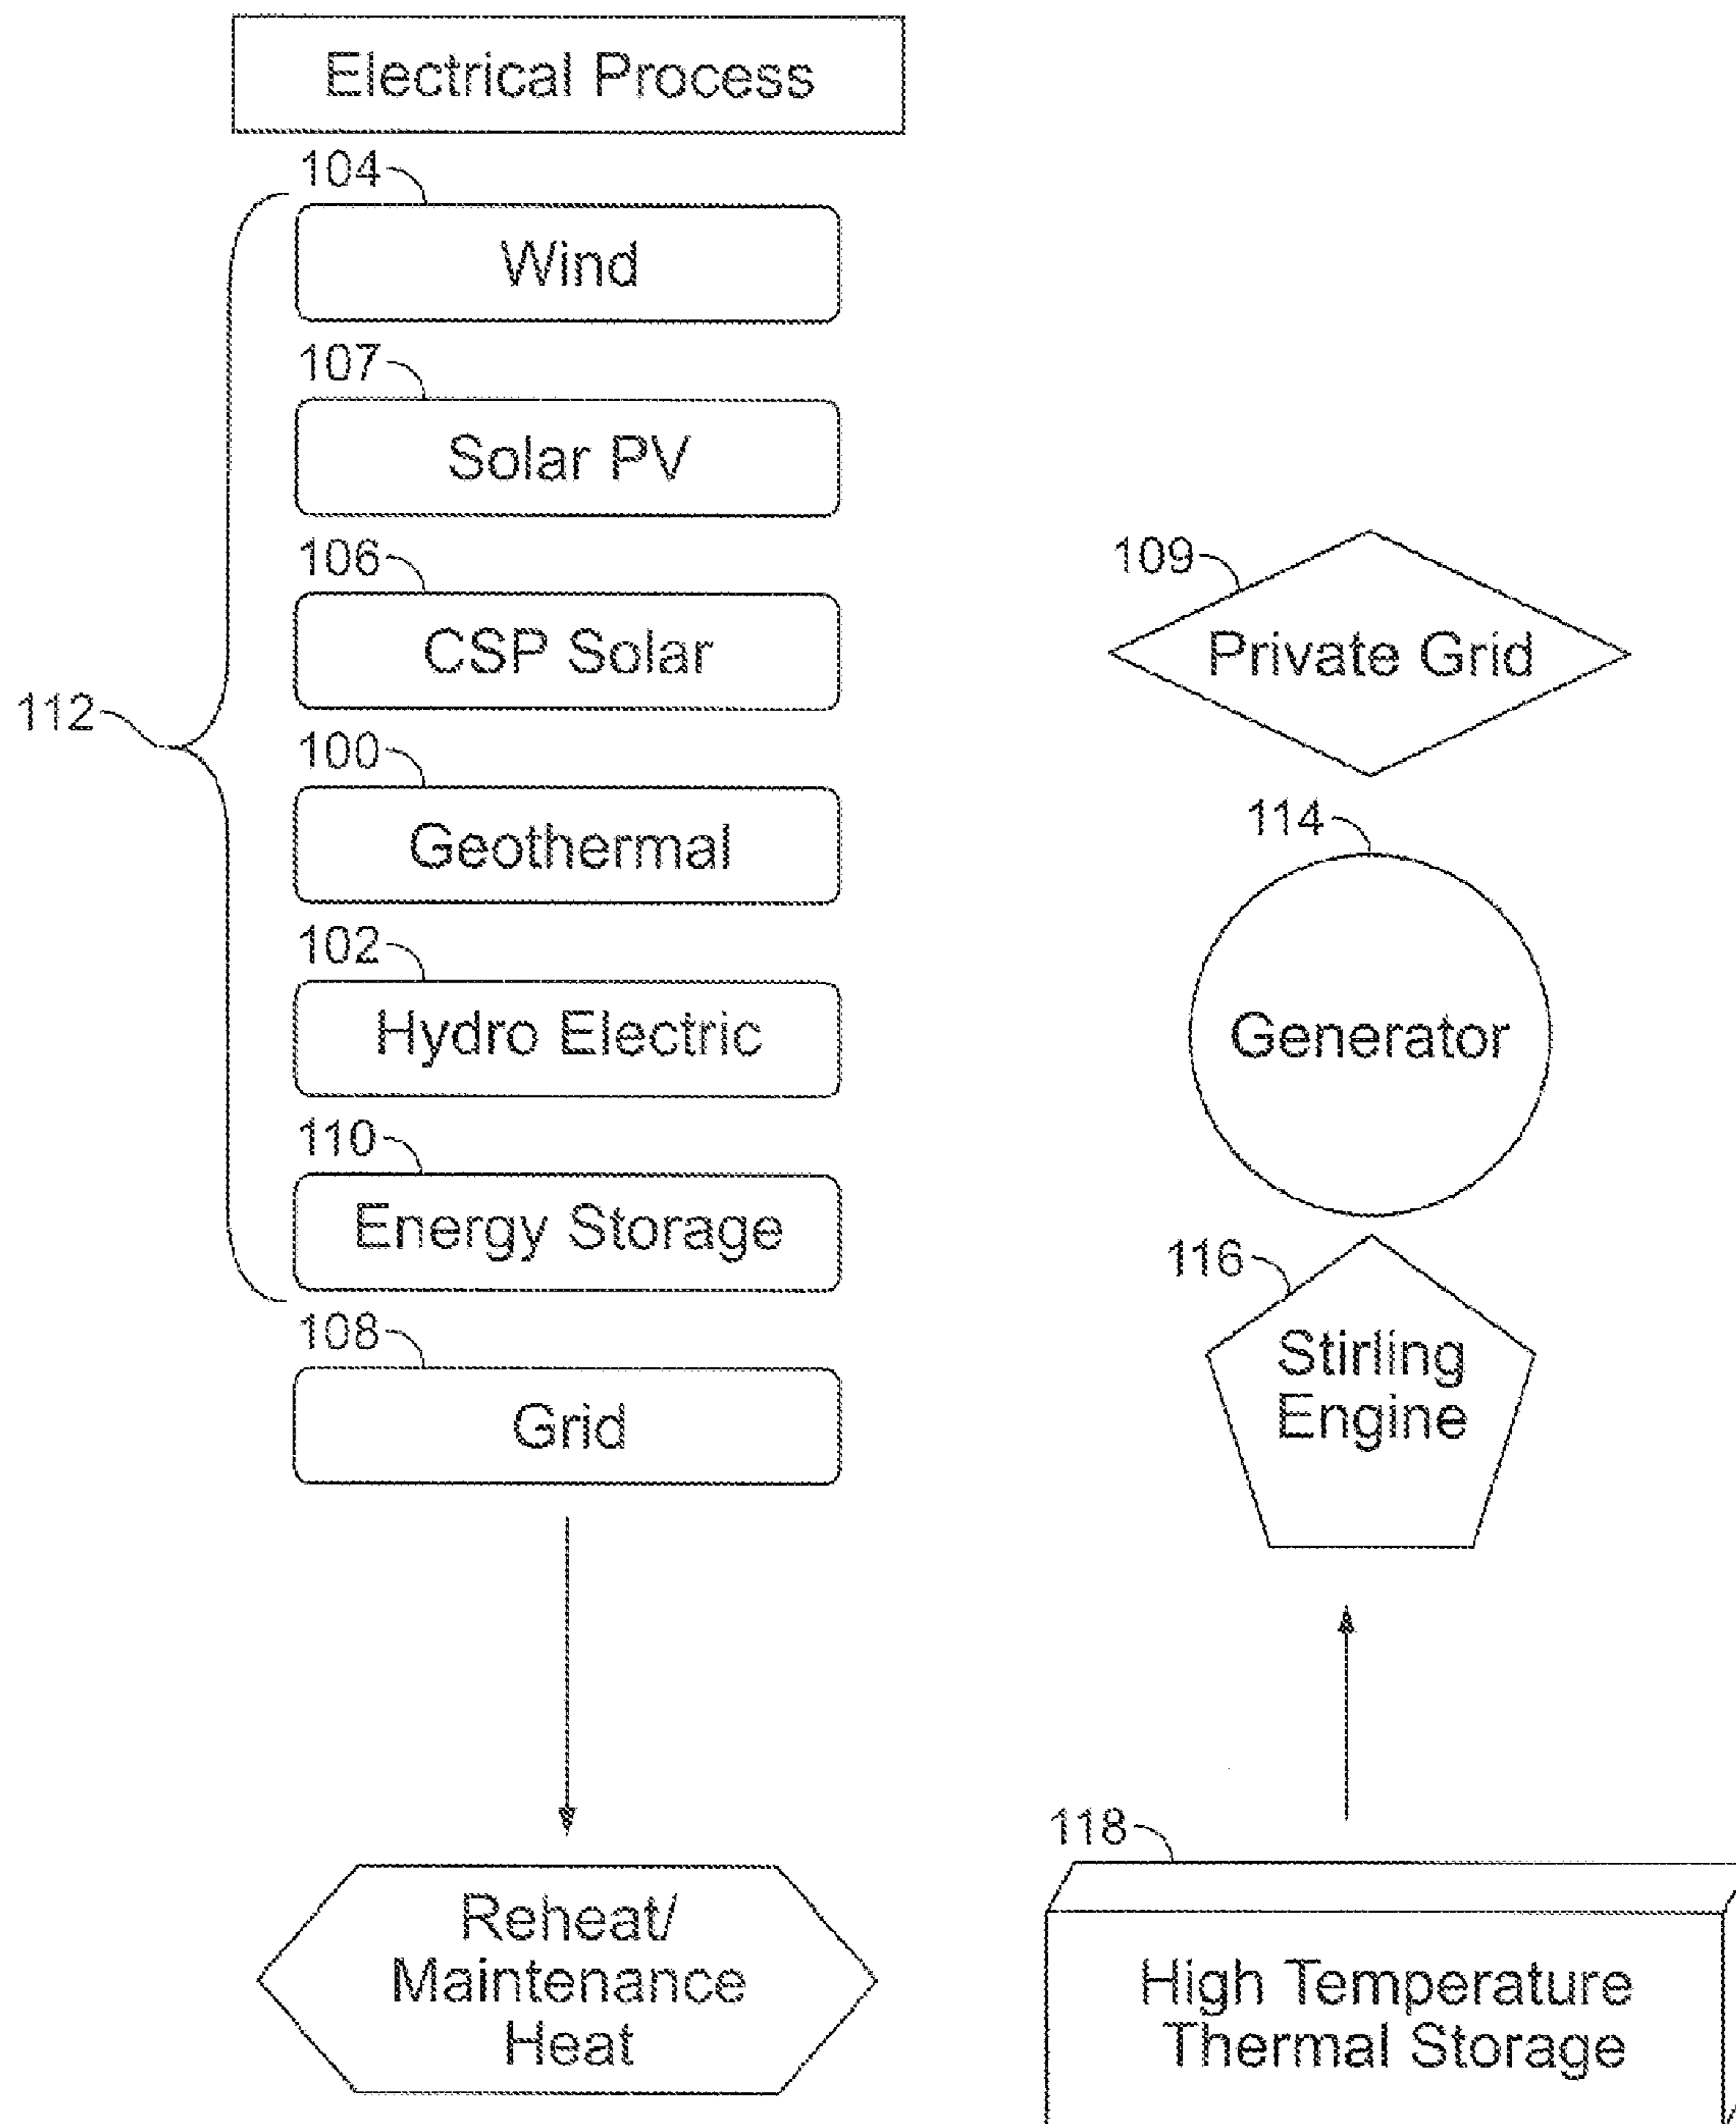 Electrical Process
104
Wind
107
Solar PV
106
CSP Solar
112
100
Geothermal
102
Hydro Electric
110
Energy Storage
108
Grid
Reheat/
Maintenance
Heat
109
Private Grid
114
Generator
116
Stirling
Engine
118
High Temperature
Thermal Storage